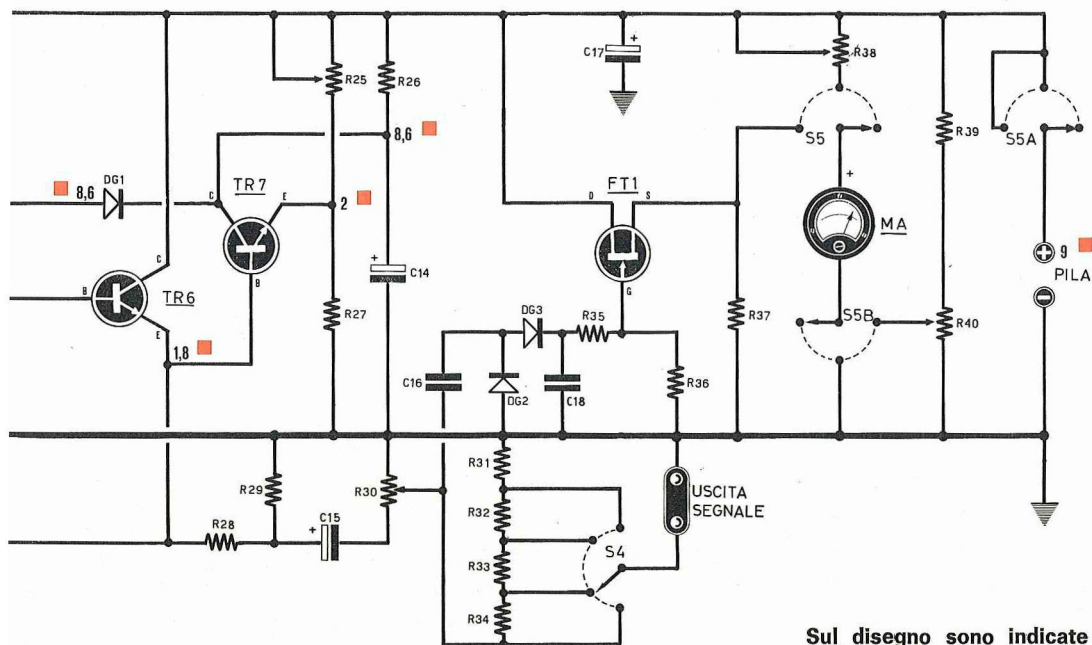 C17
+
R25
R26
R38
8,6
S5
R39
S5A
8,6
DG1
C
TR7
E
2
D
FT1
S
+
MA
9
PILA
+
C14
C
B
TR6
E
B
G
1,8
R27
DG3
R35
R37
S5B
R40
C16
DG2
C18
R36
R31
R29
R30
R32
USCITA
SEGNALE
R28
+
C15
R33
S4
R34
Sul disegno sono indicate